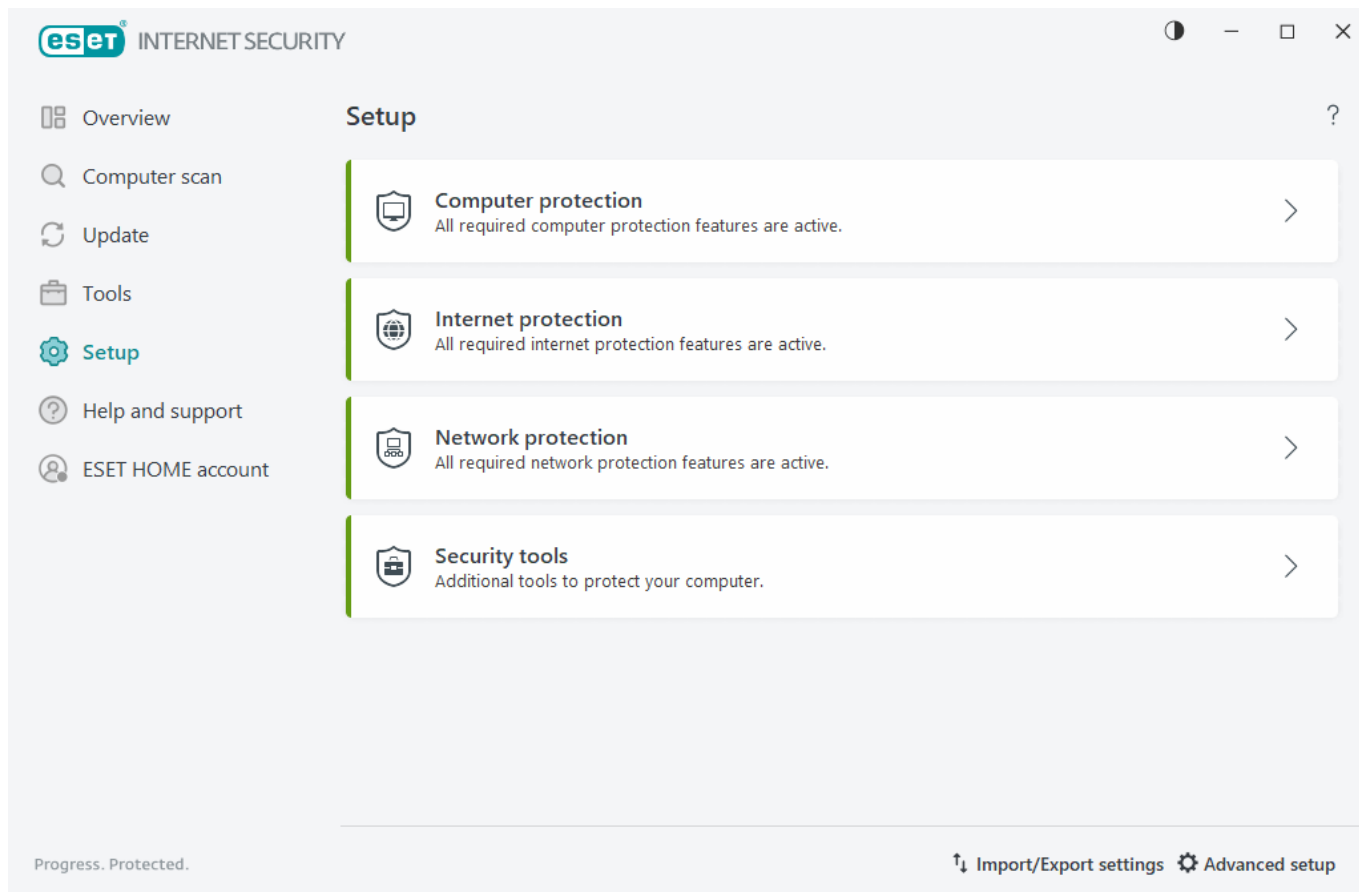 eset® INTERNET SECURITY
Overview
Computer scan
Update
Tools
Setup
Help and support
ESET HOME account
Setup
?
Computer protection
All required computer protection features are active.
Internet protection
All required internet protection features are active.
Network protection
All required network protection features are active.
Security tools
Additional tools to protect your computer.
Progress. Protected.
Import/Export settings
Advanced setup